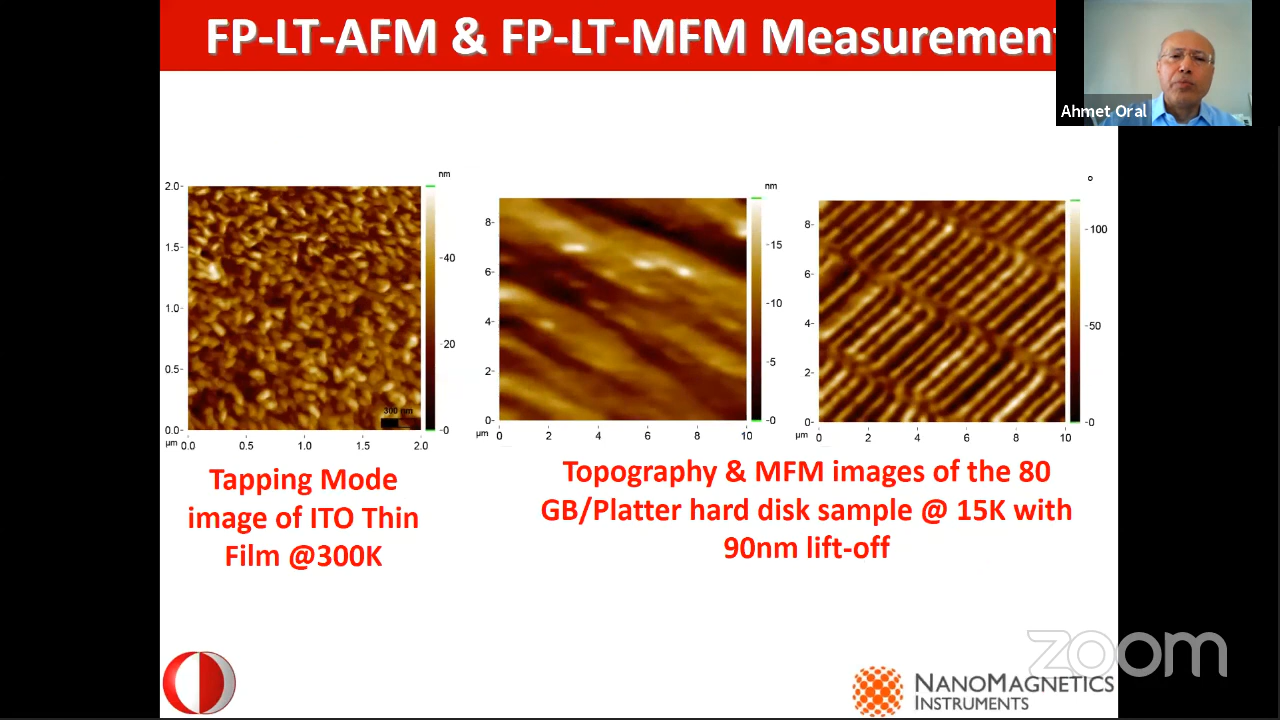 FP-LT-AFM & FP-LT-MFM Measurement
Ahmet Oral
nm
2.0
1.5
1.0
0.5
0.0
µm
0.0
0.5
1.0
1.5
2.0
40
20
0
300 nm
nm
8
6
4
2
0
µm
0
2
4
6
8
10
15
10
5
0
o
8
6
4
2
0
µm
0
2
4
6
8
10
100
50
0
Tapping Mode
image of ITO Thin
Film @300K
Topography & MFM images of the 80
GB/Platter hard disk sample @ 15K with
90nm lift-off
zoom
NANOMAGNETICS
INSTRUMENTS